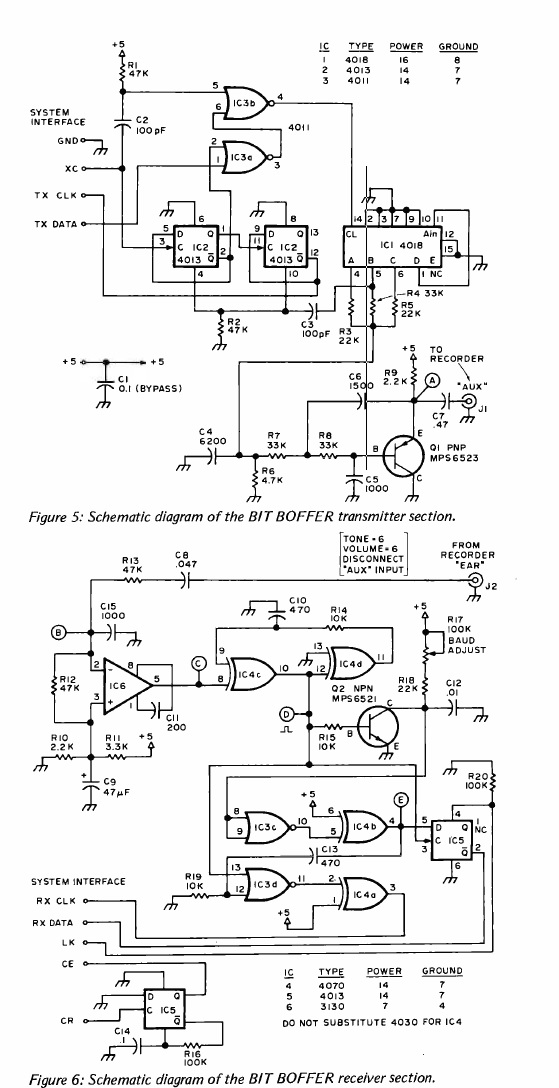 +5
R1
47K
IC TYPE POWER GROUND
1 4018 16 8
2 4013 14 7
3 4011 14 7
5
IC3b
4
6
4011
SYSTEM
INTERFACE
C2
100pF
GND
XC
2
1
IC3a
3
TX CLK
TX DATA
6
8
14 2 3 7 9 10 11
5 D Q 1
3 C IC2
4013 Q 2
4
9 D Q 13
11 C IC2
4013 Q 12
10
CL Ain 12
IC1 4018 15
A B C D E
4 5 6 1 NC
R4 33K
R5
22K
R3
22K
R2
47K
C3
100pF
+5 +5
C1
0.1 (BYPASS)
+5
R9
2.2K
TO
RECORDER
A
"AUX"
C6
1500
C7
.47
J1
C4
6200
R7
33K
R8
33K
B
E
C
Q1 PNP
MPS6523
R6
4.7K
C5
1000
Figure 5: Schematic diagram of the BIT BOFFER transmitter section.
TONE=6
VOLUME=6
DISCONNECT
"AUX" INPUT
FROM
RECORDER
"EAR"
J2
R13
47K
C8
.047
C15
1000
B
C10
470
R14
10K
+5
R17
100K
BAUD
ADJUST
9
8
IC4c
10
13
12
IC4d
11
R12
47K
2 -
3 +
IC6
8
5
1
C
C11
200
R18
22K
C12
.01
Q2 NPN
MPS6521
D
R15
10K
B
C
E
R10
2.2K
R11
3.3K
+5
+
C9
47µF
R20
100K
8
9
IC3c
10
+5
6
5
IC4b
4
E
4
5 D Q 1
NC
IC5
3 C Q 2
6
C13
470
R19
10K
13
12
IC3d
11
2
1
IC4a
3
+5
SYSTEM INTERFACE
RX CLK
RX DATA
LK
CE
D Q
IC5
C Q
CR
C14
.1
R16
100K
IC TYPE POWER GROUND
4 4070 14 7
5 4013 14 7
6 3130 7 4
DO NOT SUBSTITUTE 4030 FOR IC4
Figure 6: Schematic diagram of the BIT BOFFER receiver section.